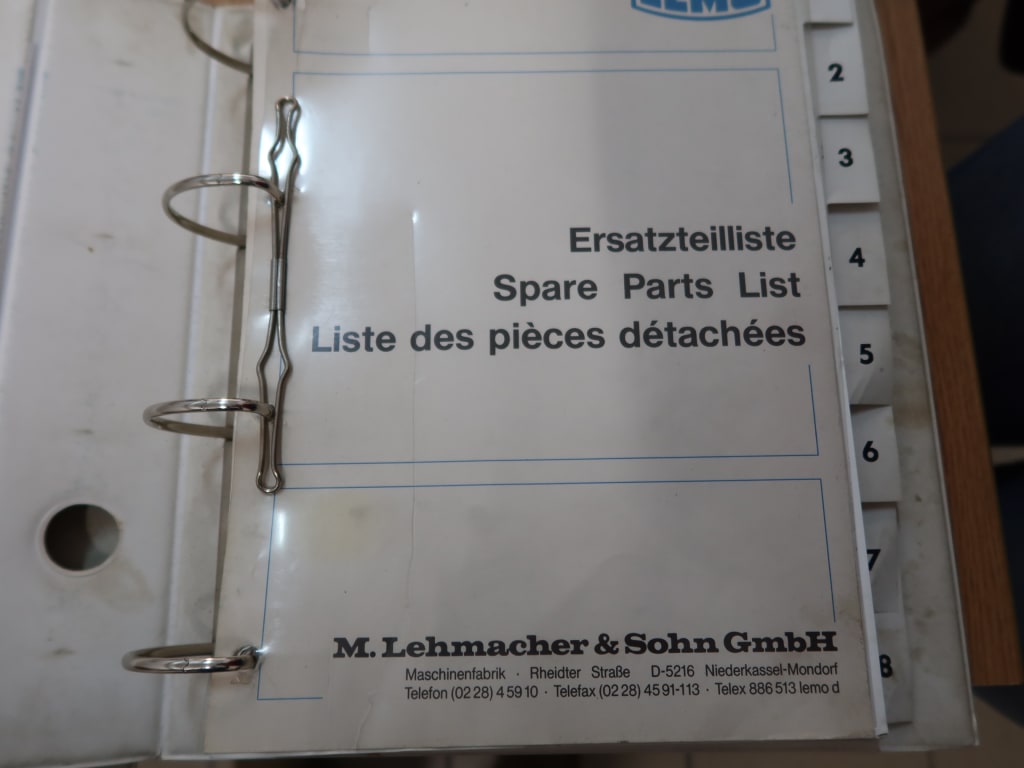 LEMO
2
3
Ersatzteilliste
4
Spare Parts List
Liste des pièces détachées
5
6
7
M. Lehmacher & Sohn GmbH
8
Maschinenfabrik · Rheidter Straße D-5216 Niederkassel-Mondorf
Telefon (02 28) 4 59 10 · Telefax (02 28) 45 91-113 · Telex 886 513 lemo d